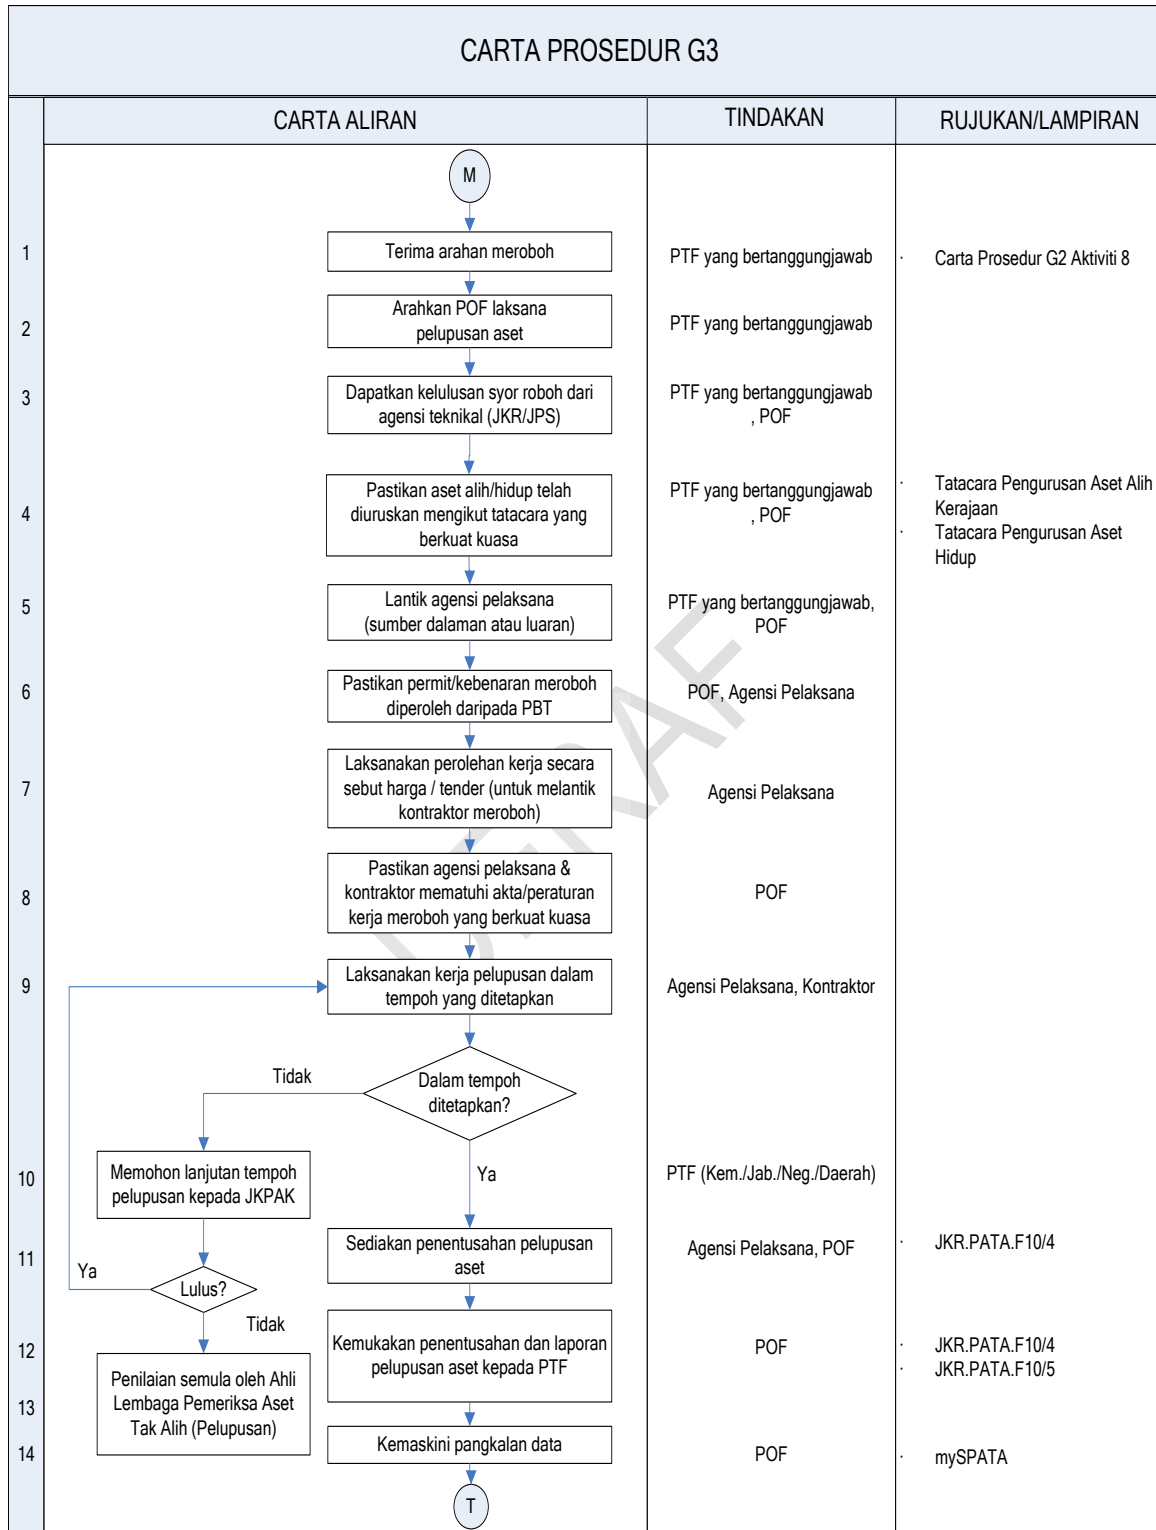 CARTA PROSEDUR G3
CARTA ALIRAN
TINDAKAN
RUJUKAN/LAMPIRAN
M
1
Terima arahan meroboh
PTF yang bertanggungjawab
· Carta Prosedur G2 Aktiviti 8
2
Arahkan POF laksana
pelupusan aset
PTF yang bertanggungjawab
3
Dapatkan kelulusan syor roboh dari
agensi teknikal (JKR/JPS)
PTF yang bertanggungjawab
, POF
4
Pastikan aset alih/hidup telah
diuruskan mengikut tatacara yang
berkuat kuasa
PTF yang bertanggungjawab
, POF
· Tatacara Pengurusan Aset Alih
Kerajaan
· Tatacara Pengurusan Aset
Hidup
5
Lantik agensi pelaksana
(sumber dalaman atau luaran)
PTF yang bertanggungjawab,
POF
6
Pastikan permit/kebenaran meroboh
diperoleh daripada PBT
POF, Agensi Pelaksana
7
Laksanakan perolehan kerja secara
sebut harga / tender (untuk melantik
kontraktor meroboh)
Agensi Pelaksana
8
Pastikan agensi pelaksana &
kontraktor mematuhi akta/peraturan
kerja meroboh yang berkuat kuasa
POF
9
Laksanakan kerja pelupusan dalam
tempoh yang ditetapkan
Agensi Pelaksana, Kontraktor
Dalam tempoh
ditetapkan?
Tidak
Ya
10
Memohon lanjutan tempoh
pelupusan kepada JKPAK
PTF (Kem./Jab./Neg./Daerah)
11
Sediakan penentusahan pelupusan
aset
Agensi Pelaksana, POF
· JKR.PATA.F10/4
Ya
Lulus?
Tidak
12
Kemukakan penentusahan dan laporan
pelupusan aset kepada PTF
POF
· JKR.PATA.F10/4
· JKR.PATA.F10/5
13
Penilaian semula oleh Ahli
Lembaga Pemeriksa Aset
Tak Alih (Pelupusan)
14
Kemaskini pangkalan data
POF
· mySPATA
T
DERAF